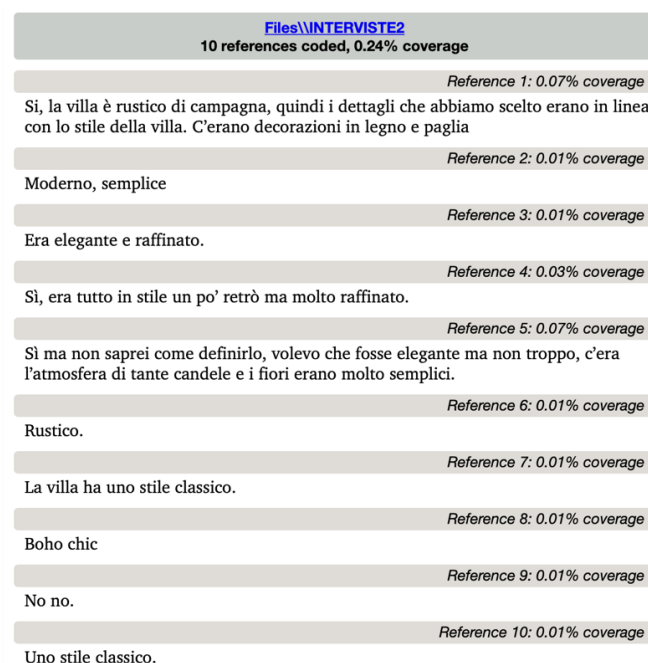 Files\\INTERVISTE2
10 references coded, 0.24% coverage
Reference 1: 0.07% coverage
Si, la villa è rustico di campagna, quindi i dettagli che abbiamo scelto erano in linea
con lo stile della villa. C’erano decorazioni in legno e paglia
Reference 2: 0.01% coverage
Moderno, semplice
Reference 3: 0.01% coverage
Era elegante e raffinato.
Reference 4: 0.03% coverage
Sì, era tutto in stile un po’ retrò ma molto raffinato.
Reference 5: 0.07% coverage
Sì ma non saprei come definirlo, volevo che fosse elegante ma non troppo, c’era
l’atmosfera di tante candele e i fiori erano molto semplici.
Reference 6: 0.01% coverage
Rustico.
Reference 7: 0.01% coverage
La villa ha uno stile classico.
Reference 8: 0.01% coverage
Boho chic
Reference 9: 0.01% coverage
No no.
Reference 10: 0.01% coverage
Uno stile classico.